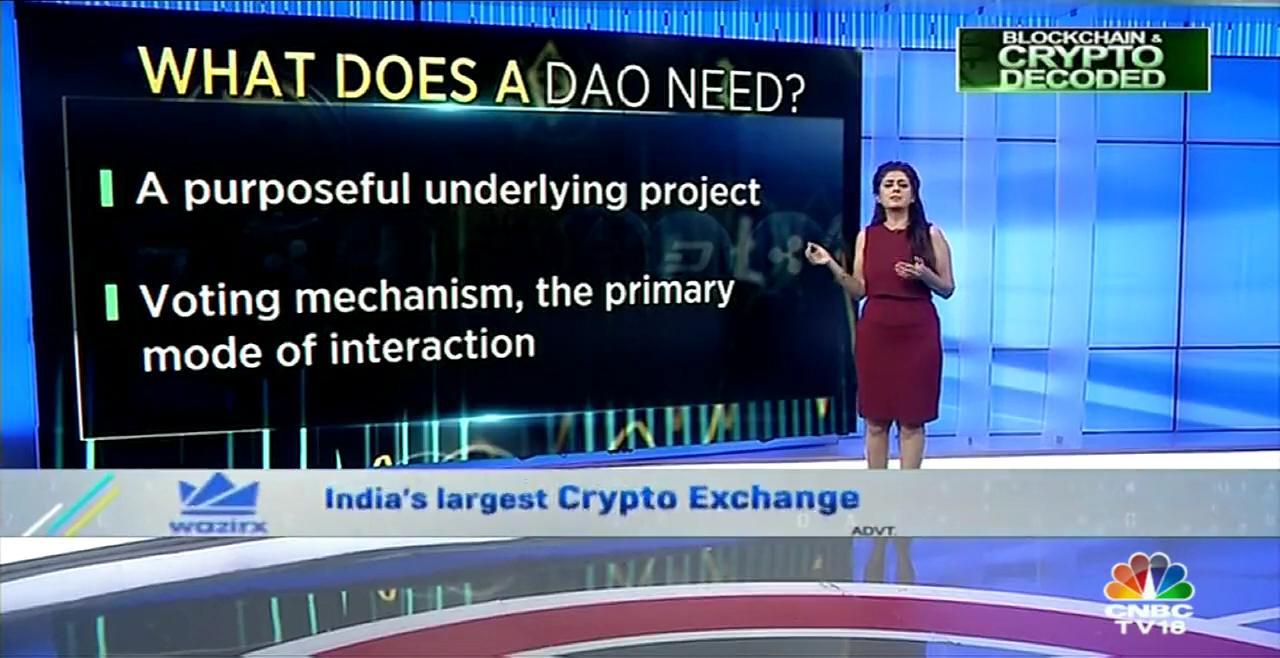 WHAT DOES A DAO NEED?
BLOCKCHAIN &
CRYPTO
DECODED
A purposeful underlying project
Voting mechanism, the primary
mode of interaction
wazirx
India's largest Crypto Exchange
ADVT.
CNBC
TV18